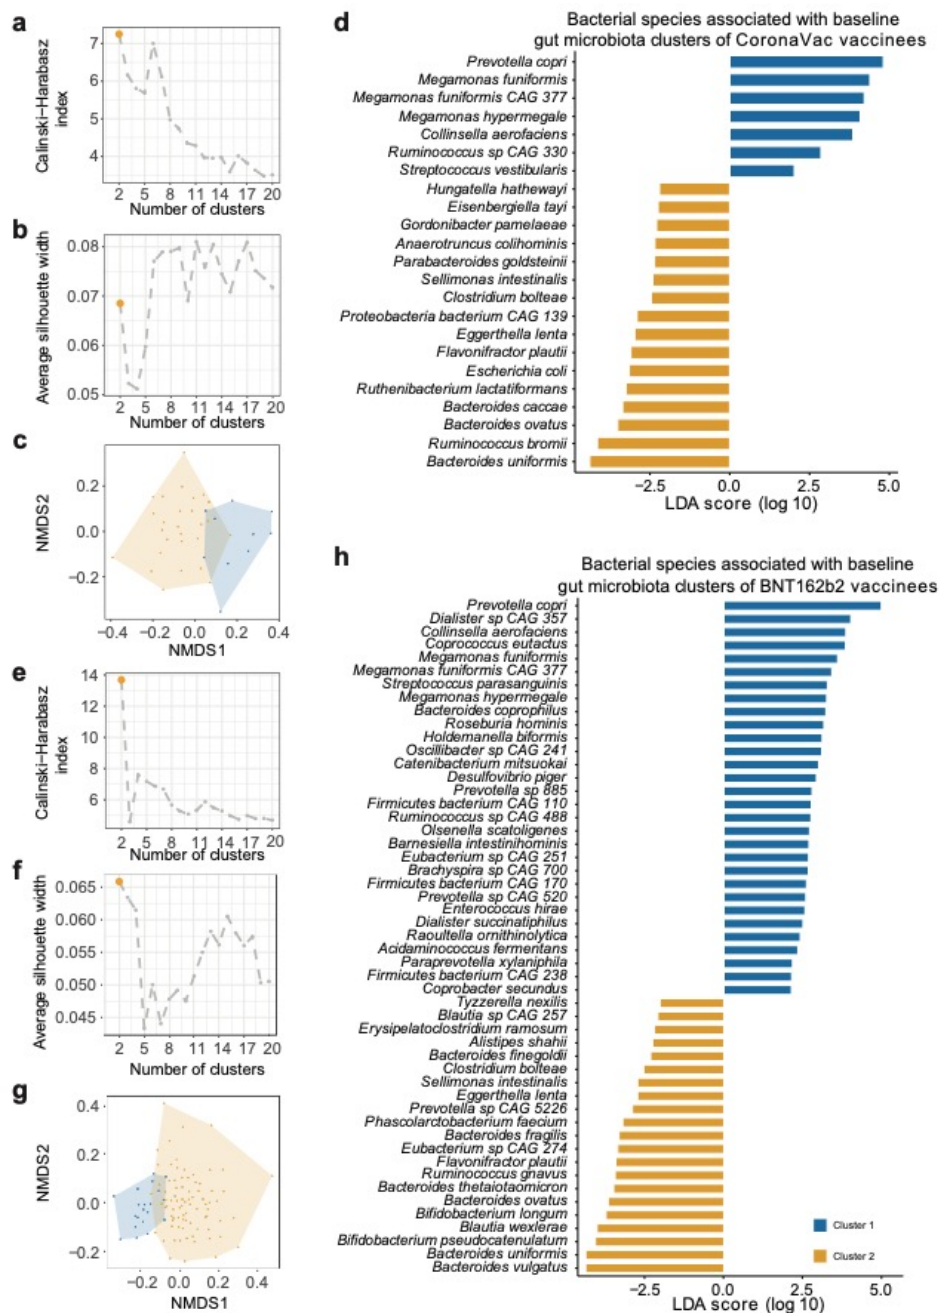 a
Calinski−Harabasz
index
7
6
5
4
2 5 8 11 14 17 20
Number of clusters
b
Average silhouette width
0.08
0.07
0.06
0.05
2 5 8 11 14 17 20
Number of clusters
c
NMDS2
0.2
0.0
−0.2
−0.4 −0.2 0.0 0.2 0.4
NMDS1
d
Bacterial species associated with baseline
gut microbiota clusters of CoronaVac vaccinees
Prevotella copri
Megamonas funiformis
Megamonas funiformis CAG 377
Megamonas hypermegale
Collinsella aerofaciens
Ruminococcus sp CAG 330
Streptococcus vestibularis
Hungatella hathewayi
Eisenbergiella tayi
Gordonibacter pamelaeae
Anaerotruncus colihominis
Parabacteroides goldsteinii
Sellimonas intestinalis
Clostridium bolteae
Proteobacteria bacterium CAG 139
Eggerthella lenta
Flavonifractor plautii
Escherichia coli
Ruthenibacterium lactatiformans
Bacteroides caccae
Bacteroides ovatus
Ruminococcus bromii
Bacteroides uniformis
−2.5 0.0 2.5 5.0
LDA score (log 10)
e
Calinski−Harabasz
index
14
12
10
8
6
2 5 8 11 14 17 20
Number of clusters
f
Average silhouette width
0.065
0.060
0.055
0.050
0.045
2 5 8 11 14 17 20
Number of clusters
g
NMDS2
0.4
0.2
0.0
−0.2
−0.2 0.0 0.2 0.4
NMDS1
h
Bacterial species associated with baseline
gut microbiota clusters of BNT162b2 vaccinees
Prevotella copri
Dialister sp CAG 357
Collinsella aerofaciens
Coprococcus eutactus
Megamonas funiformis
Megamonas funiformis CAG 377
Streptococcus parasanguinis
Megamonas hypermegale
Bacteroides coprophilus
Roseburia hominis
Holdemanella biformis
Oscillibacter sp CAG 241
Catenibacterium mitsuokai
Desulfovibrio piger
Prevotella sp 885
Firmicutes bacterium CAG 110
Ruminococcus sp CAG 488
Olsenella scatoligenes
Barnesiella intestinihominis
Eubacterium sp CAG 251
Brachyspira sp CAG 700
Firmicutes bacterium CAG 170
Prevotella sp CAG 520
Enterococcus hirae
Dialister succinatiphilus
Raoultella ornithinolytica
Acidaminococcus fermentans
Paraprevotella xylaniphila
Firmicutes bacterium CAG 238
Coprobacter secundus
Tyzzerella nexilis
Blautia sp CAG 257
Erysipelatoclostridium ramosum
Alistipes shahii
Bacteroides finegoldii
Clostridium bolteae
Sellimonas intestinalis
Eggerthella lenta
Prevotella sp CAG 5226
Phascolarctobacterium faecium
Bacteroides fragilis
Eubacterium sp CAG 274
Flavonifractor plautii
Ruminococcus gnavus
Bacteroides thetaiotaomicron
Bacteroides ovatus
Bifidobacterium longum
Blautia wexlerae
Bifidobacterium pseudocatenulatum
Bacteroides uniformis
Bacteroides vulgatus
Cluster 1
Cluster 2
−2.5 0.0 2.5 5.0
LDA score (log 10)